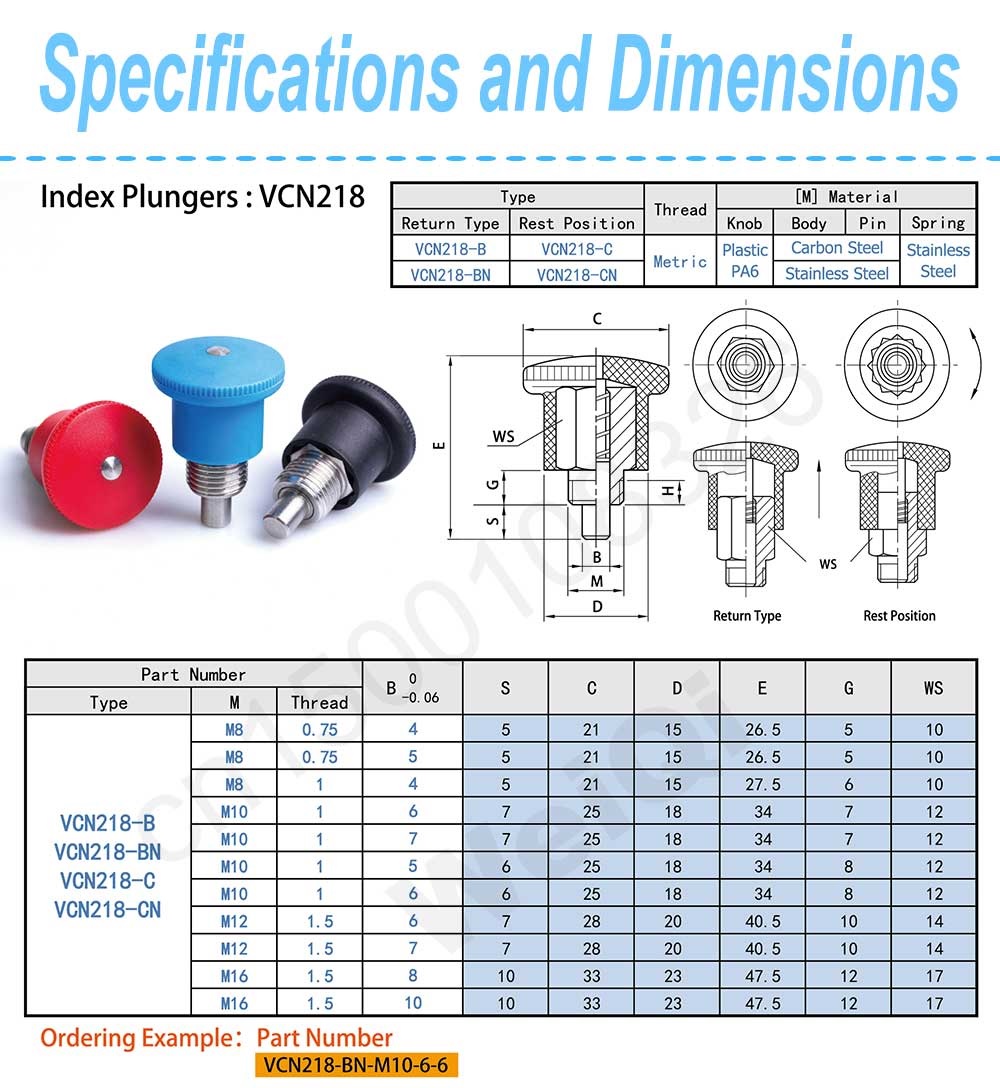 Specifications and Dimensions
Index Plungers : VCN218
Type Thread [M] Material
Return Type Rest Position Knob Body Pin Spring
VCN218-B VCN218-C Metric Plastic PA6 Carbon Steel Stainless Steel
VCN218-BN VCN218-CN Stainless Steel
C
E
WS
G
H
S
B
M
D
WS
Return Type Rest Position
Part Number B 0 -0.06 S C D E G WS
Type M Thread
VCN218-B
VCN218-BN
VCN218-C
VCN218-CN
M8 0.75 4 5 21 15 26.5 5 10
M8 0.75 5 5 21 15 26.5 5 10
M8 1 4 5 21 15 27.5 6 10
M10 1 6 7 25 18 34 7 12
M10 1 7 7 25 18 34 7 12
M10 1 5 6 25 18 34 8 12
M10 1 6 6 25 18 34 8 12
M12 1.5 6 7 28 20 40.5 10 14
M12 1.5 7 7 28 20 40.5 10 14
M16 1.5 8 10 33 23 47.5 12 17
M16 1.5 10 10 33 23 47.5 12 17
Ordering Example: Part Number
VCN218-BN-M10-6-6
WeiQi